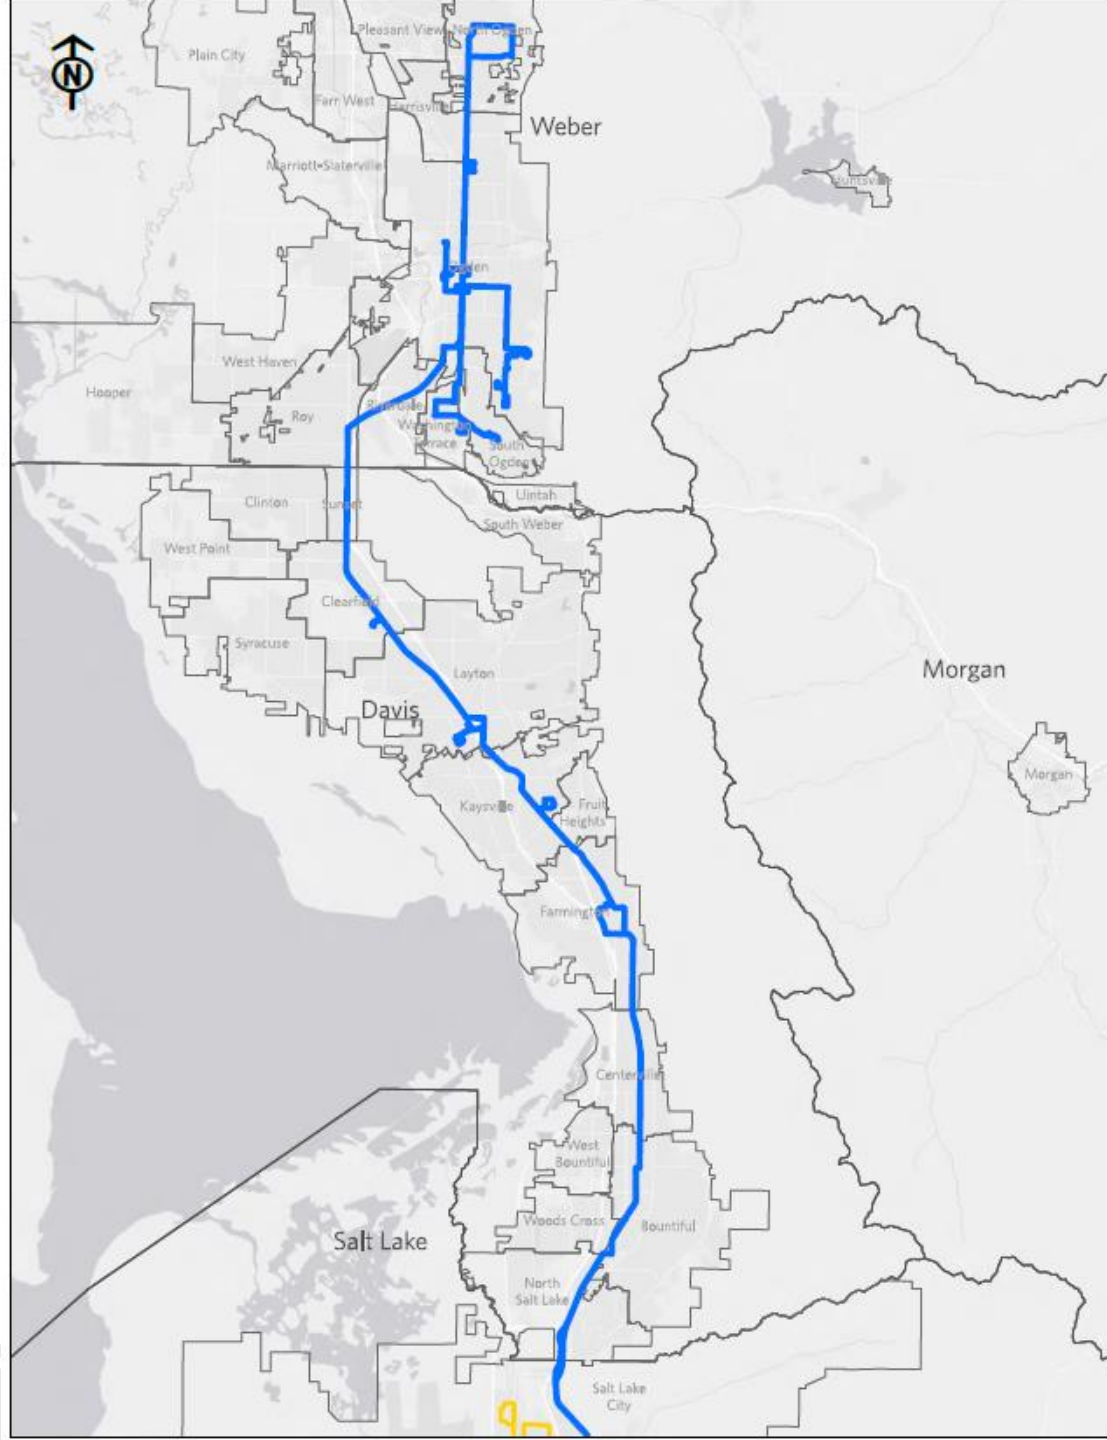 N
Pleasant View
North Ogden
Plain City
Farr West
Harrisville
Weber
Marriott-Slaterville
Huntsville
Ogden
West Haven
Hooper
Riverdale
Roy
Washington
Terrace
South
Ogden
Uintah
Clinton
Sunset
South Weber
West Point
Clearfield
Syracuse
Layton
Morgan
Davis
Morgan
Kaysville
Fruit
Heights
Farmington
Centerville
West
Bountiful
Woods Cross
Bountiful
Salt Lake
North
Salt Lake
Salt Lake
City